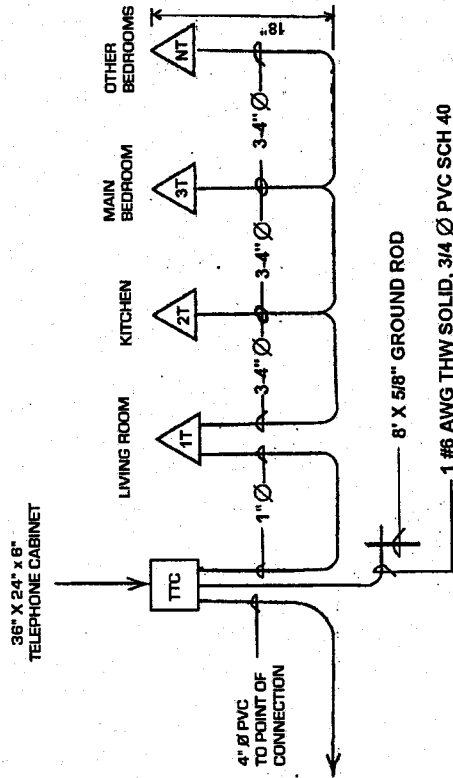 36" X 24" x 6"
TELEPHONE CABINET
TTC
LIVING ROOM
1T
KITCHEN
2T
MAIN
BEDROOM
3T
OTHER
BEDROOMS
NT
18"
1" Ø
3-4" Ø
3-4" Ø
3-4" Ø
4" Ø PVC
TO POINT OF
CONNECTION
8' X 5/8" GROUND ROD
1 #6 AWG THW SOLID, 3/4 Ø PVC SCH 40